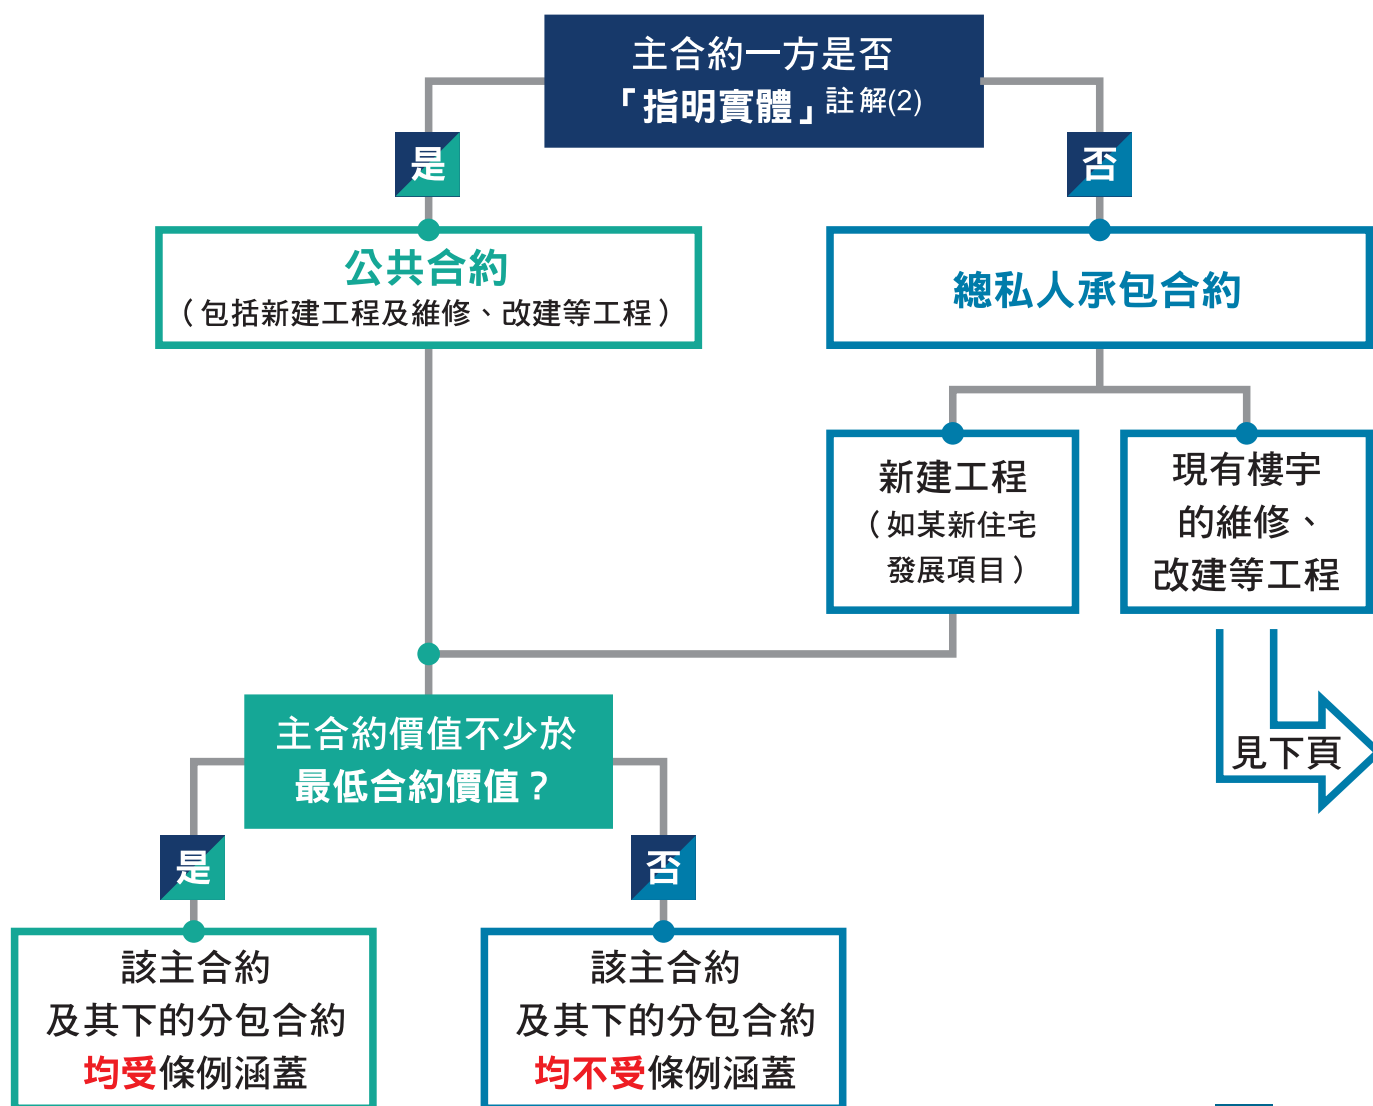 主合約一方是否
「指明實體」註解(2)
是
否
公共合約
（包括新建工程及維修、改建等工程）
總私人承包合約
新建工程
（如某新住宅
發展項目）
現有樓宇
的維修、
改建等工程
見下頁
主合約價值不少於
最低合約價值？
是
否
該主合約
及其下的分包合約
均受條例涵蓋
該主合約
及其下的分包合約
均不受條例涵蓋